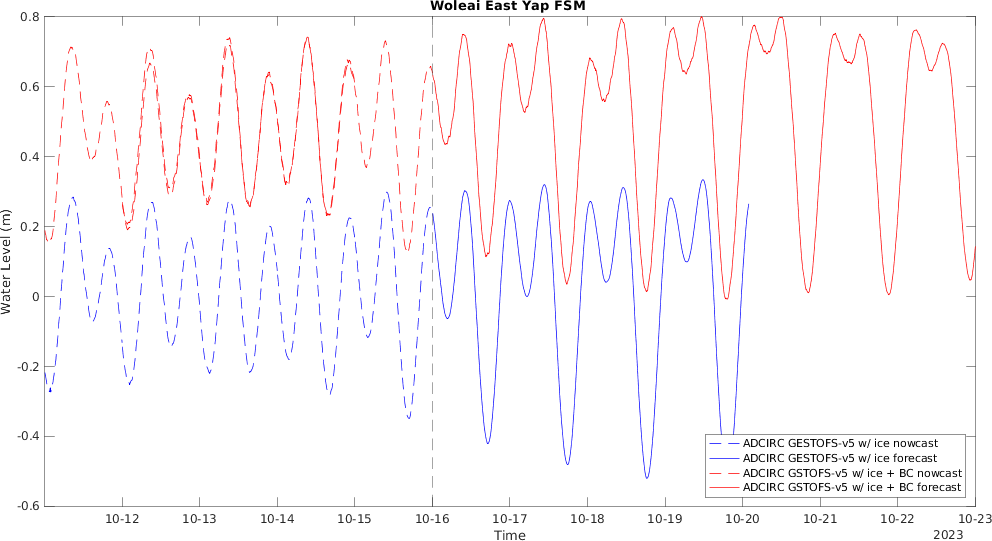 Woleai East Yap FSM
0.8
0.6
0.4
0.2
0
-0.2
-0.4
-0.6
Water Level (m)
ADCIRC GESTOFS-v5 w/ ice nowcast
ADCIRC GESTOFS-v5 w/ ice forecast
ADCIRC GSTOFS-v5 w/ ice + BC nowcast
ADCIRC GSTOFS-v5 w/ ice + BC forecast
10-12 10-13 10-14 10-15 10-16 10-17 10-18 10-19 10-20 10-21 10-22 10-23
Time
2023